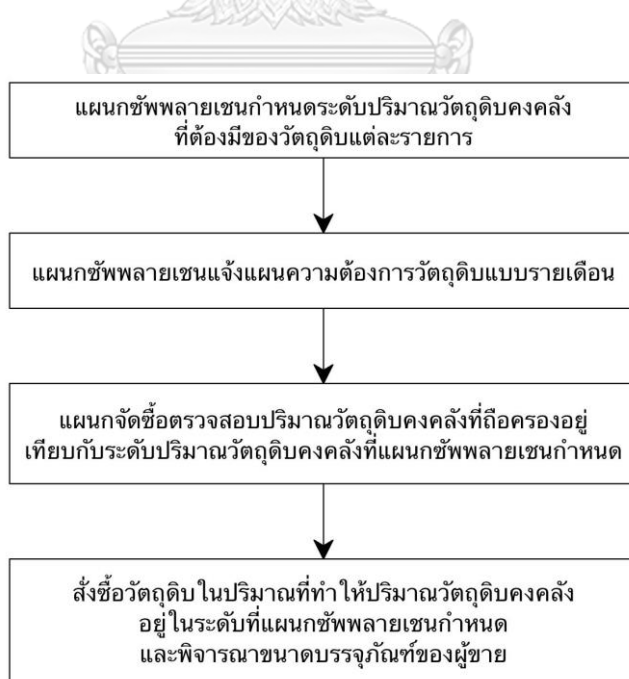 แผนกซัพพลายเชนกำหนดระดับปริมาณวัตถุดิบคงคลัง
ที่ต้องมีของวัตถุดิบแต่ละรายการ
แผนกซัพพลายเชนแจ้งแผนความต้องการวัตถุดิบแบบรายเดือน
แผนกจัดซื้อตรวจสอบปริมาณวัตถุดิบคงคลังที่ถือครองอยู่
เทียบกับระดับปริมาณวัตถุดิบคงคลังที่แผนกซัพพลายเชนกำหนด
สั่งซื้อวัตถุดิบในปริมาณที่ทำให้ปริมาณวัตถุดิบคงคลัง
อยู่ในระดับที่แผนกซัพพลายเชนกำหนด
และพิจารณาขนาดบรรจุภัณฑ์ของผู้ขาย